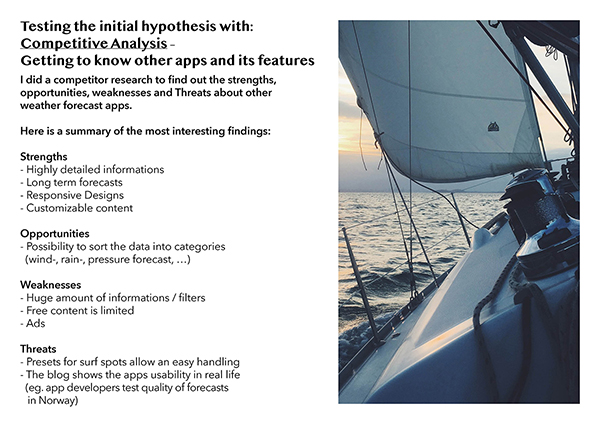 Testing the initial hypothesis with:
Competitive Analysis –
Getting to know other apps and its features
I did a competitor research to find out the strengths,
opportunities, weaknesses and Threats about other
weather forecast apps.
Here is a summary of the most interesting findings:
Strengths
- Highly detailed informations
- Long term forecasts
- Responsive Designs
- Customizable content
Opportunities
- Possibility to sort the data into categories
(wind-, rain-, pressure forecast, …)
Weaknesses
- Huge amount of informations / filters
- Free content is limited
- Ads
Threats
- Presets for surf spots allow an easy handling
- The blog shows the apps usability in real life
(eg. app developers test quality of forecasts
in Norway)